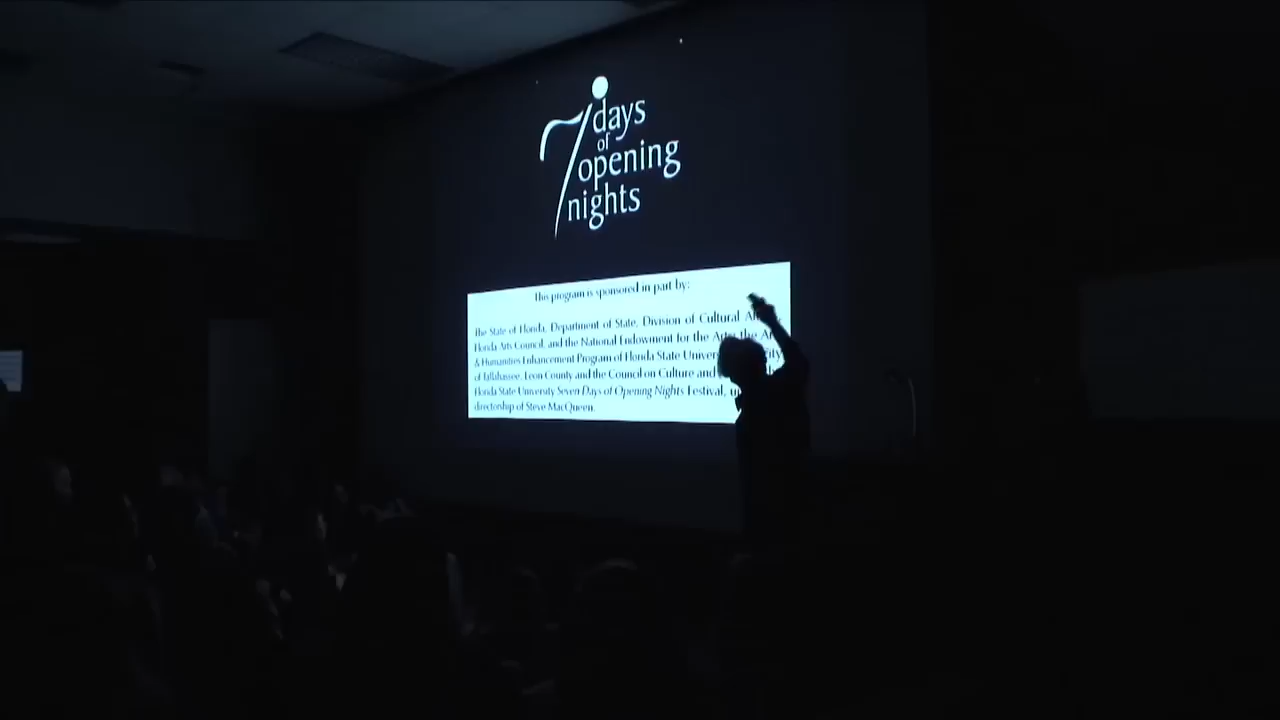 7 days
of
opening
nights
This program is sponsored in part by:
The State of Florida, Department of State, Division of Cultural
Florida Arts Council, and the National Endowment for the Arts, the
& Humanities Enhancement Program of Florida State
of Tallahassee, Leon County and the Council on Culture and
Florida State University Seven Days of Opening Nights Festival,
directorship of Steve MacQueen.